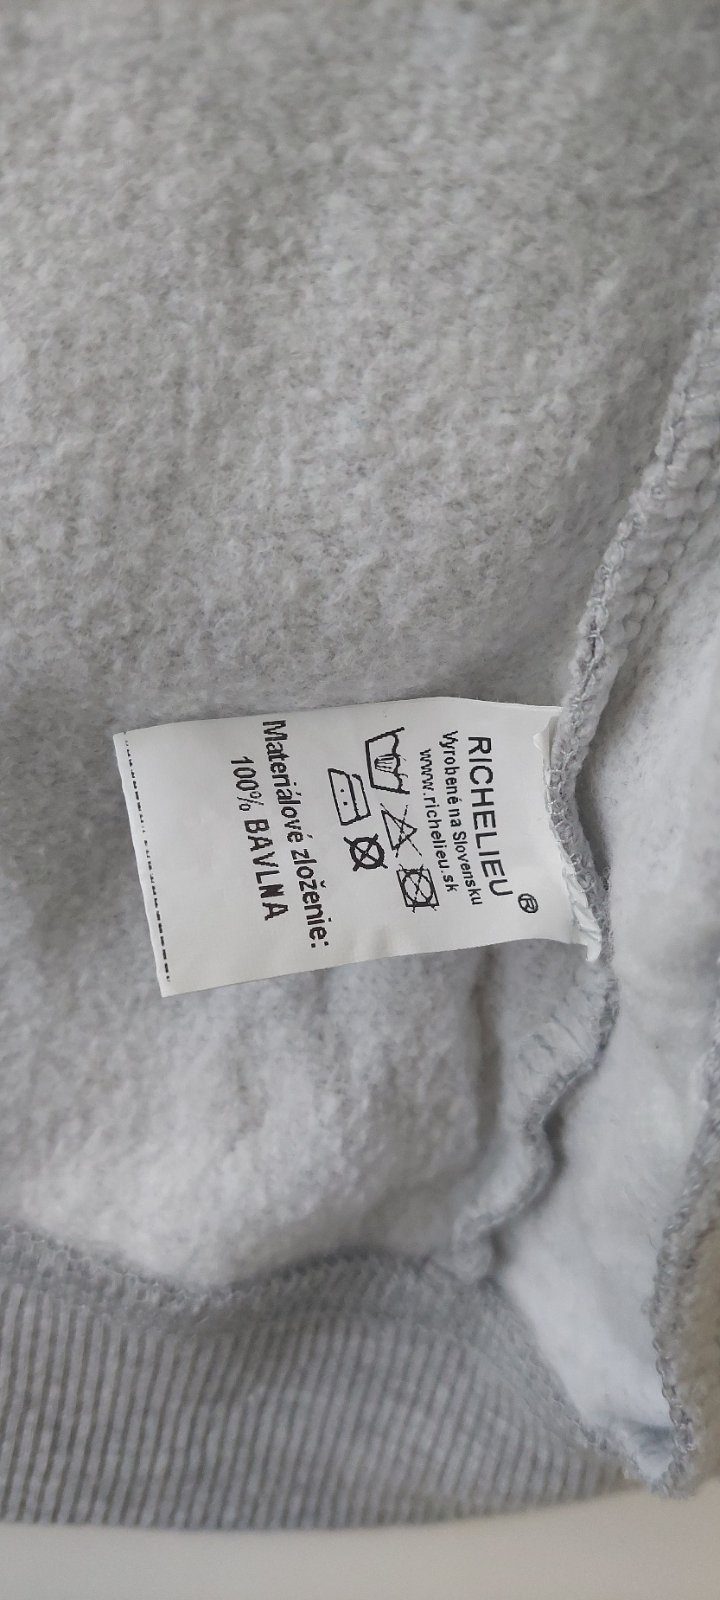 RICHELIEU®
Vyrobené na Slovensku
www.richelieu.sk
Materiálové zloženie:
100% BAVLNA